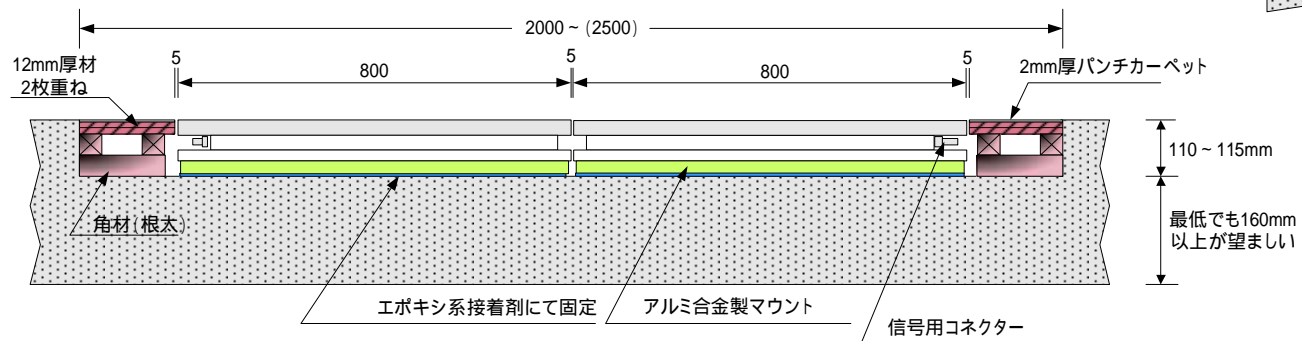 2000 ~ (2500)
5
5
5
12mm厚材
2枚重ね
800
800
2mm厚パンチカーペット
110 ~ 115mm
角材(根太)
最低でも160mm
以上が望ましい
エポキシ系接着剤にて固定
アルミ合金製マウント
信号用コネクター